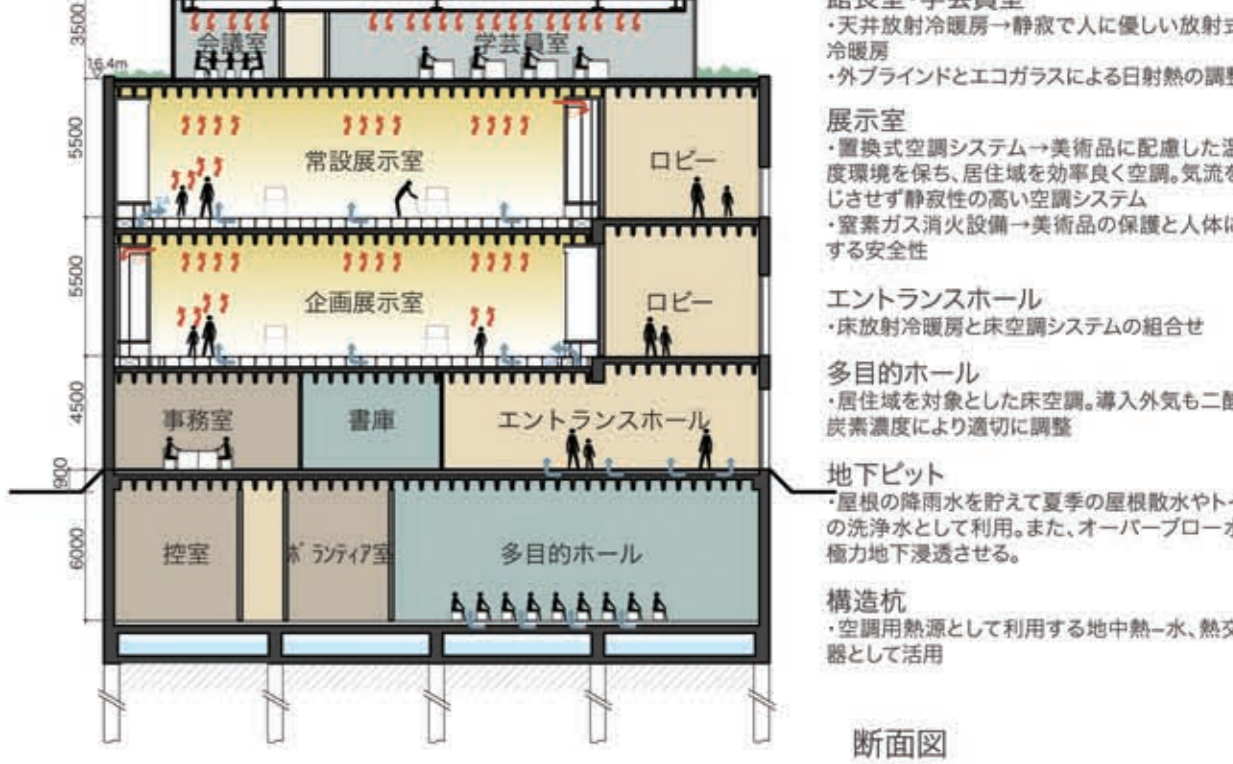 3500
会議室
学芸員室
16.4m
5500
常設展示室
ロビー
5500
企画展示室
ロビー
4500
事務室
書庫
エントランスホール
900
6000
控室
ボランティア室
多目的ホール
館長室・学芸員室
・天井放射冷暖房→静寂で人に優しい放射式
冷暖房
・外ブラインドとエコガラスによる日射熱の調整
展示室
・置換式空調システム→美術品に配慮した温
度環境を保ち、居住域を効率良く空調。気流を
じさせず静寂性の高い空調システム
・窒素ガス消火設備→美術品の保護と人体に
する安全性
エントランスホール
・床放射冷暖房と床空調システムの組合せ
多目的ホール
・居住域を対象とした床空調。導入外気も二酸
炭素濃度により適切に調整
地下ピット
・屋根の降雨水を貯えて夏季の屋根散水やトイ
の洗浄水として利用。また、オーバーブロー水
極力地下浸透させる。
構造杭
・空調用熱源として利用する地中熱−水、熱交
器として活用
断面図